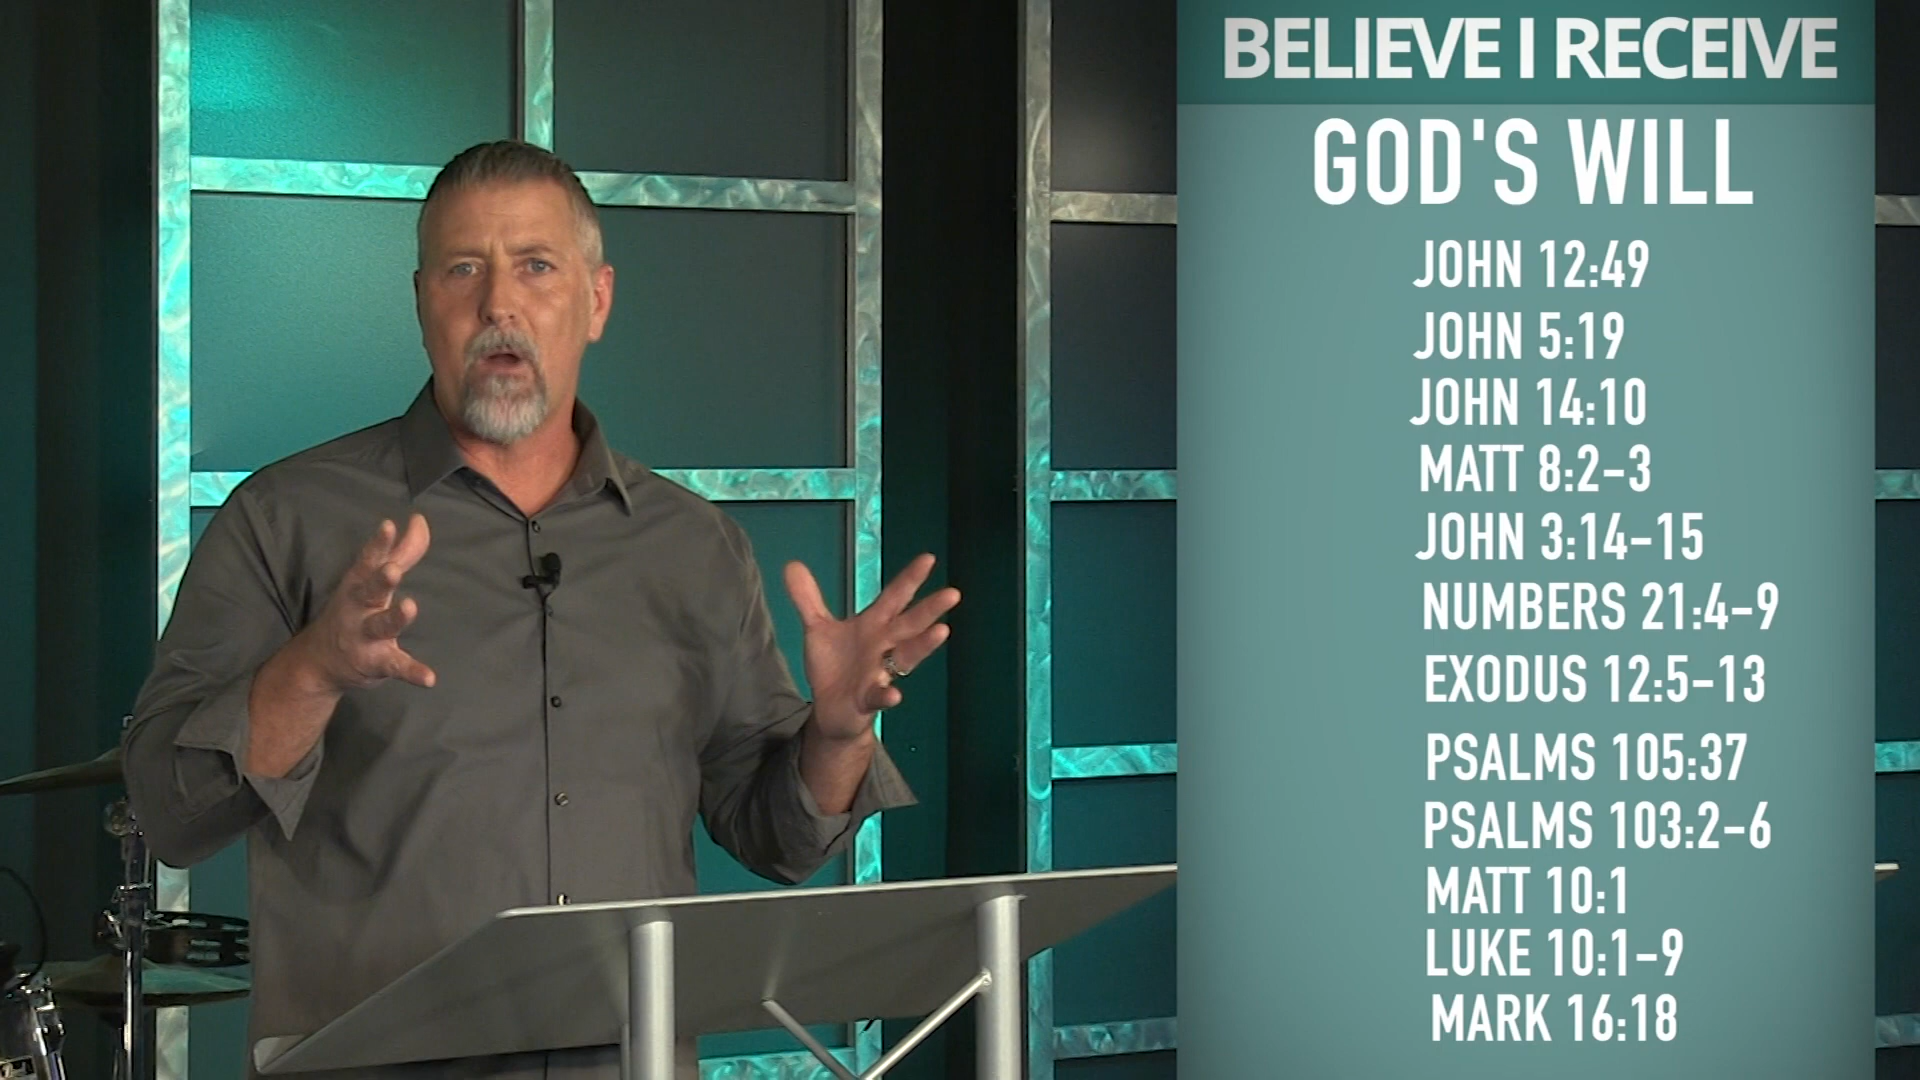 BELIEVE I RECEIVE
GOD'S WILL
JOHN 12:49
JOHN 5:19
JOHN 14:10
MATT 8:2-3
JOHN 3:14-15
NUMBERS 21:4-9
EXODUS 12:5-13
PSALMS 105:37
PSALMS 103:2-6
MATT 10:1
LUKE 10:1-9
MARK 16:18